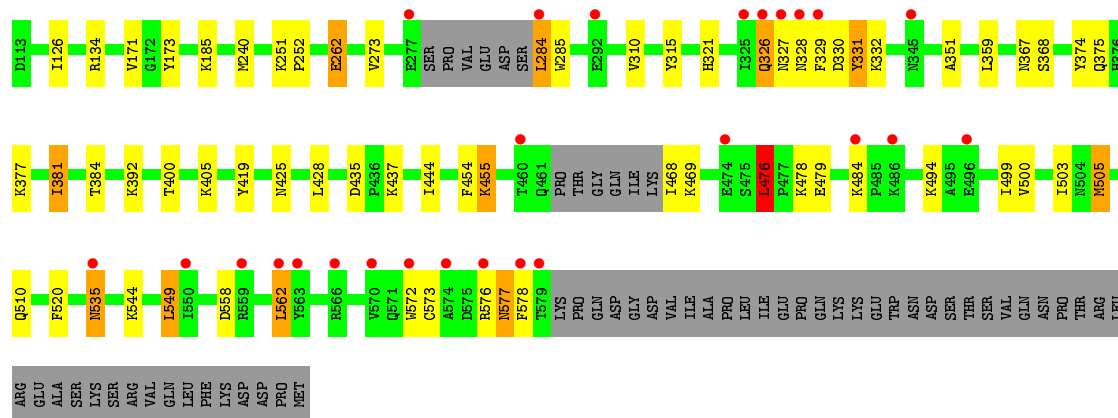 D113 I126 R134 V171 G172 Y173 K185 M240 K251 P252 E262 V273 E277 SER PRO VAL GLU ASP SER L284 W285 E292 V310 Y315 H321 I325 Q326 N327 N328 F329 D330 Y331 K332 N345 A351 L359 N367 S368 Y374 Q375 H376
K377 I381 T384 K392 T400 K405 Y419 N425 L428 D435 P436 K437 I444 F454 K455 T460 Q461 PRO THR GLY GLN ILE LYS I468 K469 E474 S475 L476 P477 K478 E479 K484 P485 K486 K494 A495 E496 I499 V500 I503 N504 M505
Q510 F520 N535 K544 L549 I550 D558 R559 L562 Y563 R566 V570 Q571 W572 C573 A574 D575 R576 N577 F578 T579 LYS PRO GLN ASP GLY ASP VAL ILE ALA PRO LEU ILE GLU PRO GLN LYS LYS GLU TRP ASN ASP SER THR SER VAL GLN ASN PRO THR ARG LEU
ARG GLU ALA SER LYS SER ARG VAL GLN LEU PHE LYS ASP ASP PRO MET